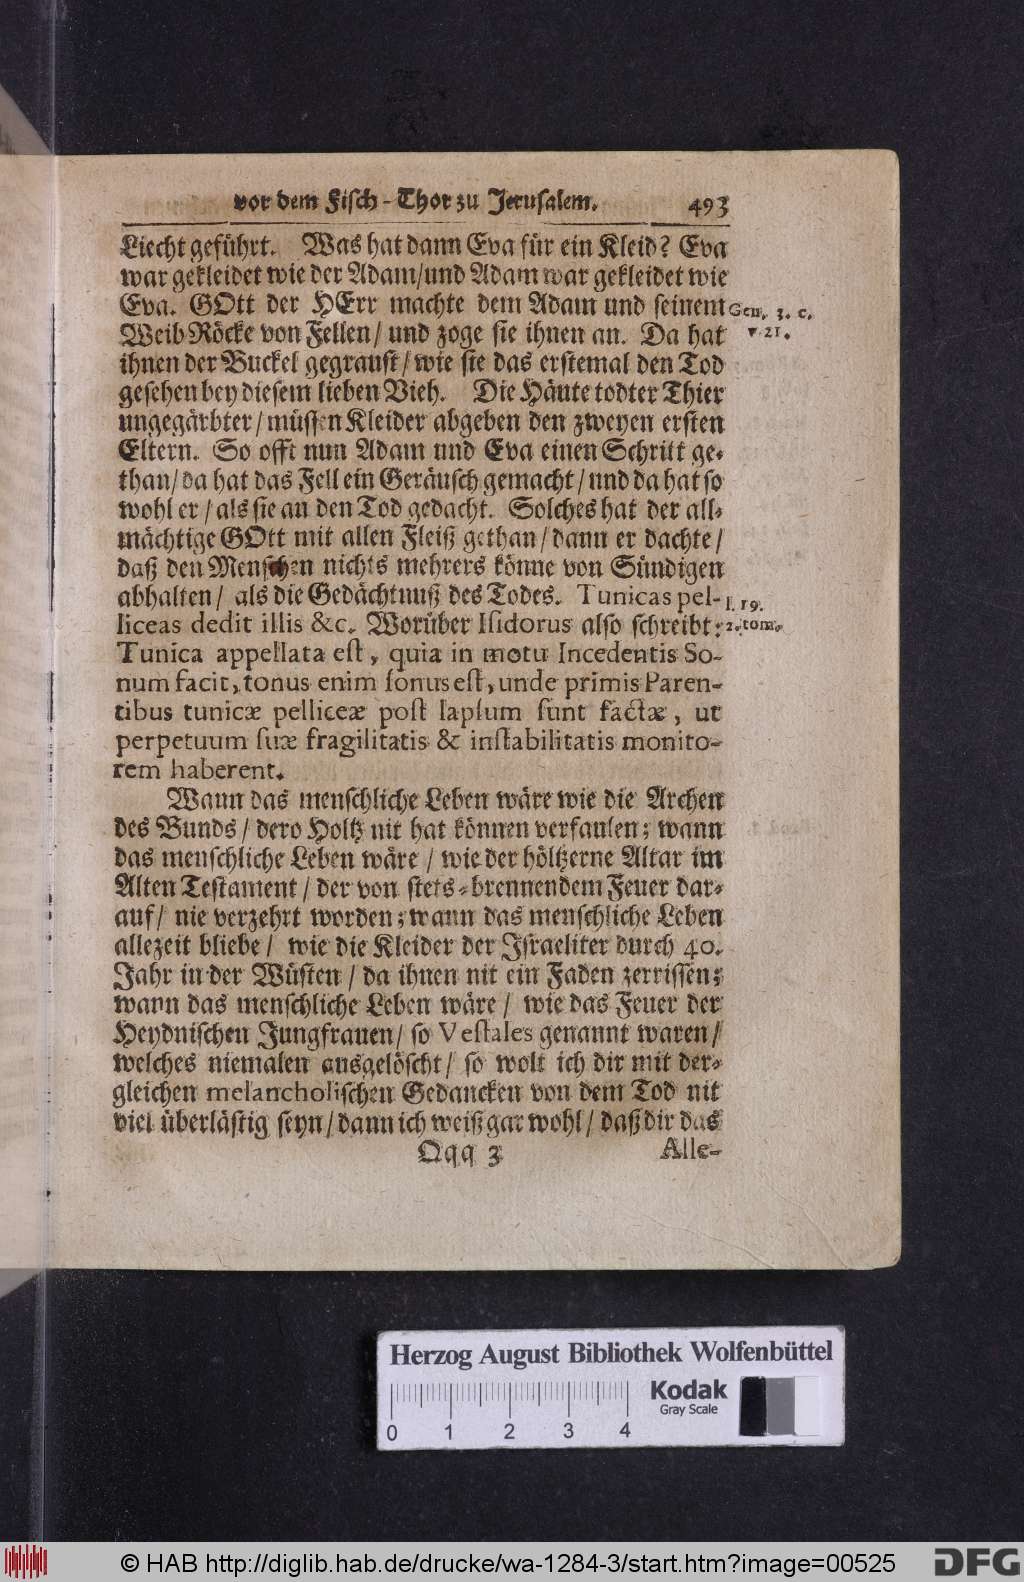 vor dem Fisch-Thor zu Jerusalem. 493
Liecht geführt. Was hat dann Eva für ein Kleid? Eva
war gekleidet wie der Adam/und Adam war gekleidet wie
Eva. GOtt der HErr machte dem Adam und seinem
Gen. 3. c.
Weib Röcke von Fellen/ und zoge sie ihnen an. Da hat
v. 21.
ihnen der Buckel gegraust/ wie sie das erstemal den Tod
gesehen bey diesem lieben Vieh. Die Häute todter Thier
ungegärbter/ müssen Kleider abgeben den zweyen ersten
Eltern. So offt nun Adam und Eva einen Schritt ge-
than/ da hat das Fell ein Geräusch gemacht/ und da hat so
wohl er/ als sie an den Tod gedacht. Solches hat der all-
mächtige GOtt mit allen Fleiß gethan/ dann er dachte/
daß den Menschen nichts mehrers könne von Sündigen
abhalten/ als die Gedächtnuß des Todes. Tunicas pel-
l. 19.
liceas dedit illis &c. Worüber Isidorus also schreibt:
2. tom.
Tunica appellata est, quia in motu Incedentis So-
num facit, tonus enim sonus est, unde primis Paren-
tibus tunicæ pelliceæ post lapsum sunt factæ, ut
perpetuum suæ fragilitatis & instabilitatis monito-
rem haberent.
Wann das menschliche Leben wäre wie die Archen
des Bunds/ dero Holtz nit hat können verfaulen; wann
das menschliche Leben wäre/ wie der höltzerne Altar im
Alten Testament/ der von stets-brennendem Feuer dar-
auf/ nie verzehrt worden; wann das menschliche Leben
allezeit bliebe/ wie die Kleider der Israeliter durch 40.
Jahr in der Wüsten/ da ihnen nit ein Faden zerrissen;
wann das menschliche Leben wäre/ wie das Feuer der
Heydnischen Jungfrauen/ so Vestales genannt waren/
welches niemalen ausgelöscht/ so wolt ich dir mit der-
gleichen melancholischen Gedancken von dem Tod nit
viel überlästig seyn/ dann ich weiß gar wohl/ daß dir das
Qqq 3 Alle-
Herzog August Bibliothek Wolfenbüttel
Kodak
Gray Scale
0 1 2 3 4
© HAB http://diglib.hab.de/drucke/wa-1284-3/start.htm?image=00525
DFG